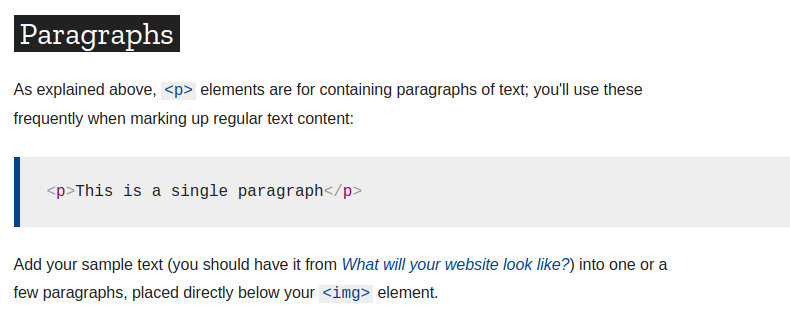 Paragraphs
As explained above, <p> elements are for containing paragraphs of text; you'll use these
frequently when marking up regular text content:
<p>This is a single paragraph</p>
Add your sample text (you should have it from What will your website look like?) into one or a
few paragraphs, placed directly below your <img> element.